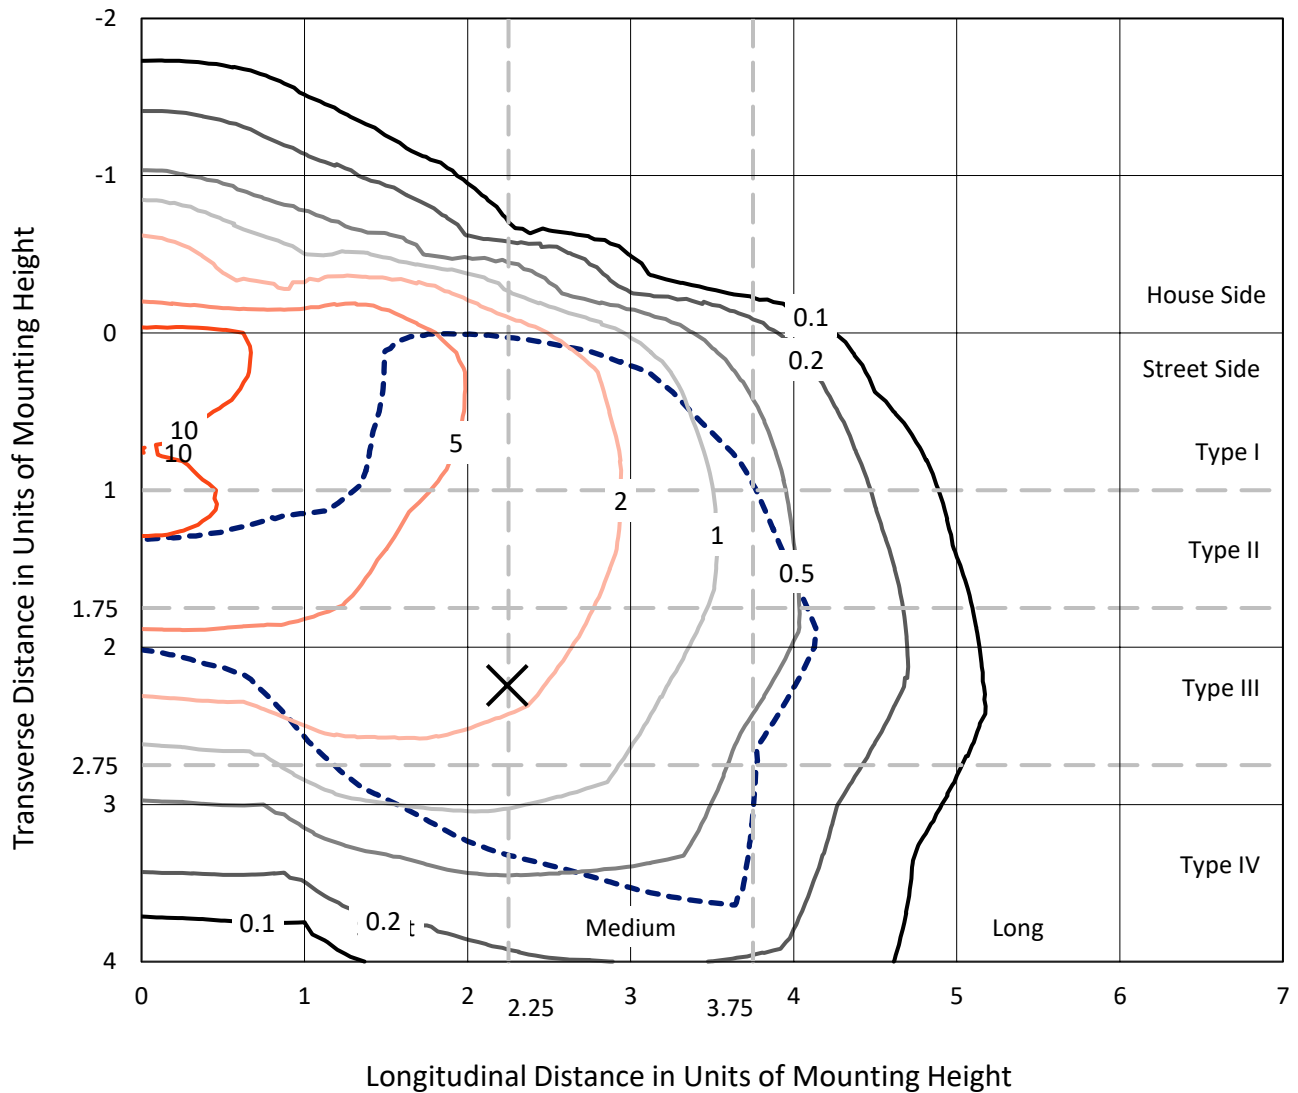 -2
-1
0
1
1.75
2
2.75
3
4
Transverse Distance in Units of Mounting Height
House Side
Street Side
Type I
Type II
Type III
Type IV
0.1
0.2
10
10
5
2
1
0.5
0.1
0.2
Medium
Long
0
1
2
2.25
3
3.75
4
5
6
7
Longitudinal Distance in Units of Mounting Height